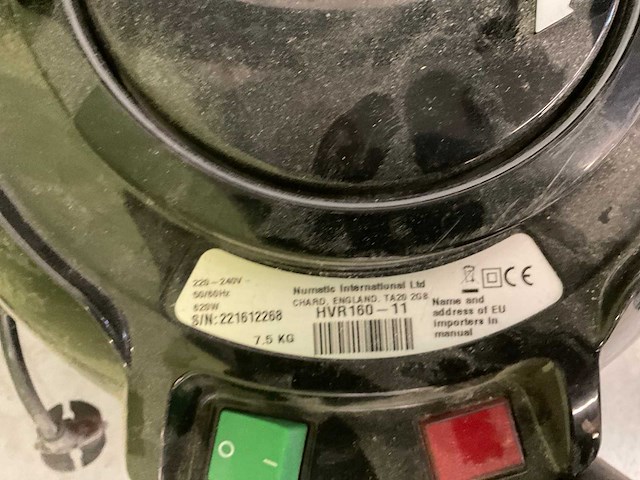 220-240V~
50/60Hz
620W
S/N: 221612268
7.5 KG
Numatic International Ltd
CHARD, ENGLAND, TA20 2GB
HVR160-11
CE
Name and
address of EU
importers in
manual